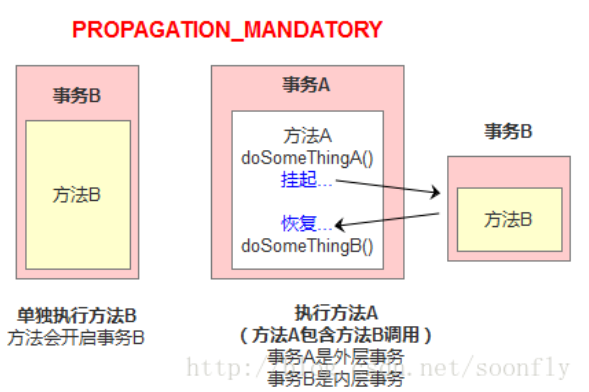 PROPAGATION_MANDATORY
事务B
方法B
单独执行方法B
方法会开启事务B
事务A
方法A
doSomeThingA()
挂起...
恢复...
doSomeThingB()
执行方法A
（方法A包含方法B调用）
事务A是外层事务
事务B是内层事务
事务B
方法B
http://blog.csdn.net/soonfly